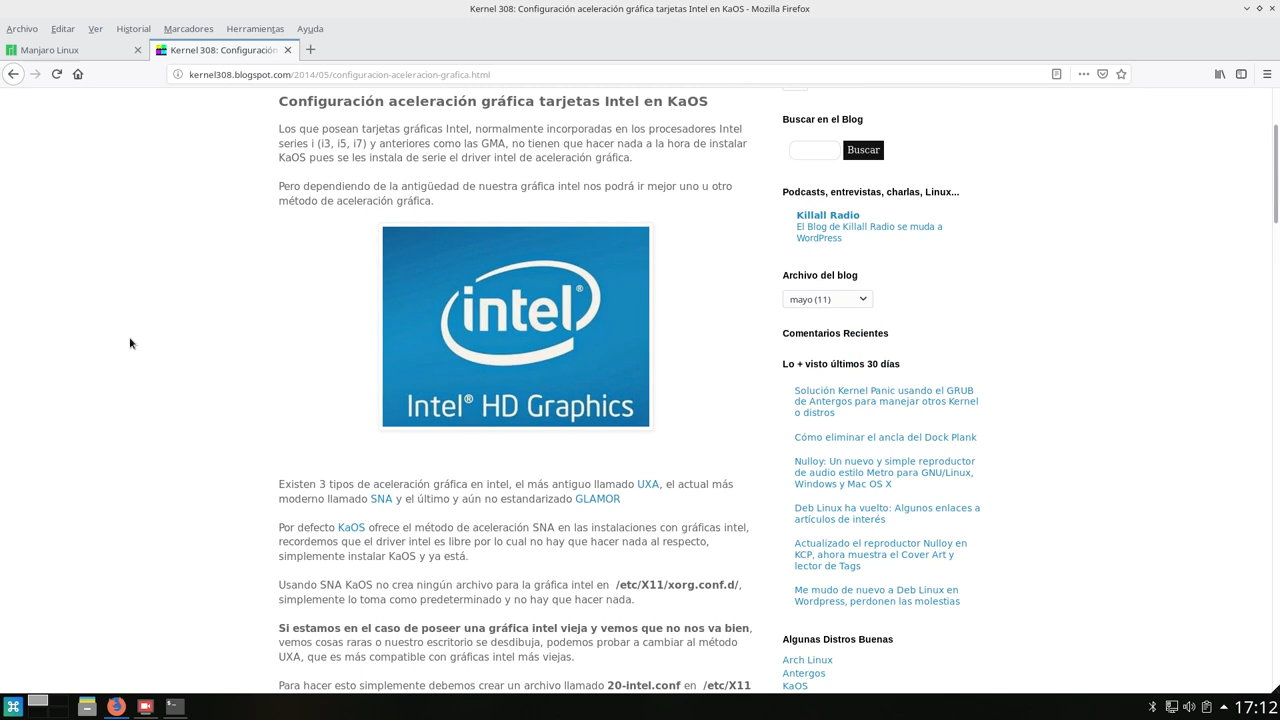 Kernel 308: Configuración aceleración gráfica tarjetas Intel en KaOS - Mozilla Firefox
Archivo Editar Ver Historial Marcadores Herramientas Ayuda
Manjaro Linux
Kernel 308: Configuración
kernel308.blogspot.com/2014/05/configuracion-aceleracion-grafica.html
Configuración aceleración gráfica tarjetas Intel en KaOS
Los que posean tarjetas gráficas Intel, normalmente incorporadas en los procesadores Intel
series i (i3, i5, i7) y anteriores como las GMA, no tienen que hacer nada a la hora de instalar
KaOS pues se les instala de serie el driver intel de aceleración gráfica.
Pero dependiendo de la antigüedad de nuestra gráfica intel nos podrá ir mejor uno u otro
método de aceleración gráfica.
intel®
Intel® HD Graphics
Existen 3 tipos de aceleración gráfica en intel, el más antiguo llamado UXA, el actual más
moderno llamado SNA y el último y aún no estandarizado GLAMOR
Por defecto KaOS ofrece el método de aceleración SNA en las instalaciones con gráficas intel,
recordemos que el driver intel es libre por lo cual no hay que hacer nada al respecto,
simplemente instalar KaOS y ya está.
Usando SNA KaOS no crea ningún archivo para la gráfica intel en /etc/X11/xorg.conf.d/,
simplemente lo toma como predeterminado y no hay que hacer nada.
Si estamos en el caso de poseer una gráfica intel vieja y vemos que no nos va bien,
vemos cosas raras o nuestro escritorio se desdibuja, podemos probar a cambiar al método
UXA, que es más compatible con gráficas intel más viejas.
Para hacer esto simplemente debemos crear un archivo llamado 20-intel.conf en /etc/X11
Buscar en el Blog
Buscar
Podcasts, entrevistas, charlas, Linux...
Killall Radio
El Blog de Killall Radio se muda a
WordPress
Archivo del blog
mayo (11)
Comentarios Recientes
Lo + visto últimos 30 días
Solución Kernel Panic usando el GRUB
de Antergos para manejar otros Kernel
o distros
Cómo eliminar el ancla del Dock Plank
Nulloy: Un nuevo y simple reproductor
de audio estilo Metro para GNU/Linux,
Windows y Mac OS X
Deb Linux ha vuelto: Algunos enlaces a
artículos de interés
Actualizado el reproductor Nulloy en
KCP, ahora muestra el Cover Art y
lector de Tags
Me mudo de nuevo a Deb Linux en
Wordpress, perdonen las molestias
Algunas Distros Buenas
Arch Linux
Antergos
KaOS
17:12